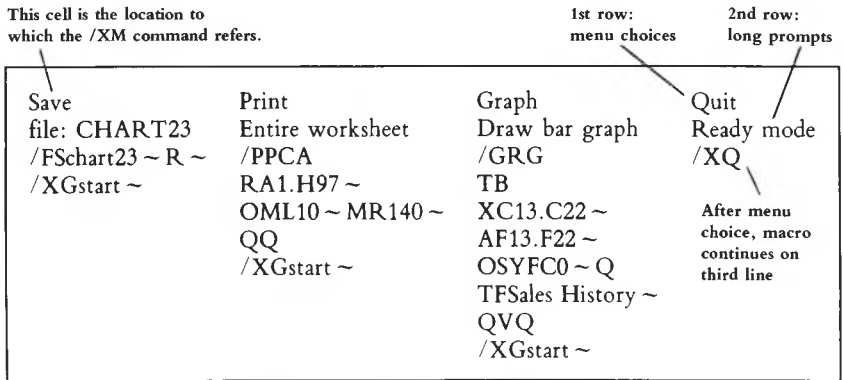 This cell is the location to
which the /XM command refers.
1st row:
menu choices
2nd row:
long prompts
Save
file: CHART23
/FSchart23 ~ R ~
/XGstart ~
Print
Entire worksheet
/PPCA
RA1.H97 ~
OML10 ~ MR140 ~
QQ
/XGstart ~
Graph
Draw bar graph
/GRG
TB
XC13.C22 ~
AF13.F22 ~
OSYFC0 ~ Q
TFSales History ~
QVQ
/XGstart ~
Quit
Ready mode
/XQ
After menu
choice, macro
continues on
third line